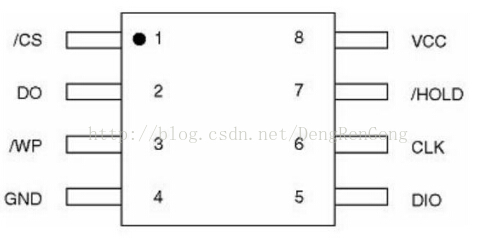 /CS 1 8 VCC
DO 2 7 /HOLD
http://blog.csdn.net/DengRenGong
/WP 3 6 CLK
GND 4 5 DIO